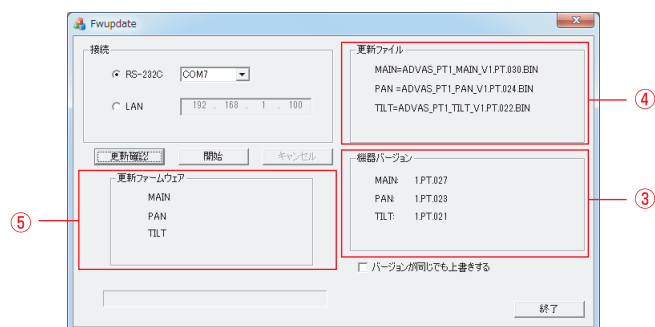 Fwupdate
接続
RS-232C
COM7
LAN
192 . 168 . 1 . 100
更新確認
開始
キャンセル
更新ファームウェア
MAIN
PAN
TILT
⑤
更新ファイル
MAIN=ADVAS_PT1_MAIN_V1.PT.030.BIN
PAN =ADVAS_PT1_PAN_V1.PT.024.BIN
TILT=ADVAS_PT1_TILT_V1.PT.022.BIN
④
機器バージョン
MAIN: 1.PT.027
PAN: 1.PT.023
TILT: 1.PT.021
③
バージョンが同じでも上書きする
終了